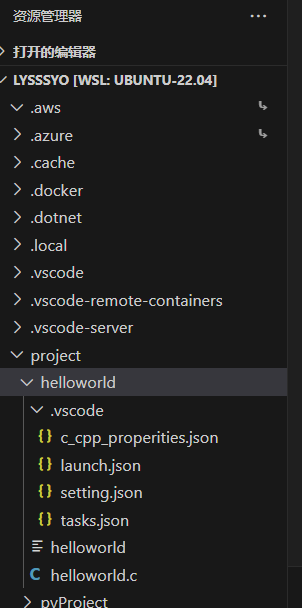 资源管理器
打开的编辑器
LYSSSYO [WSL: UBUNTU-22.04]
.aws
.azure
.cache
.docker
.dotnet
.local
.vscode
.vscode-remote-containers
.vscode-server
project
helloworld
.vscode
c_cpp_properities.json
launch.json
setting.json
tasks.json
helloworld
helloworld.c
pyProject